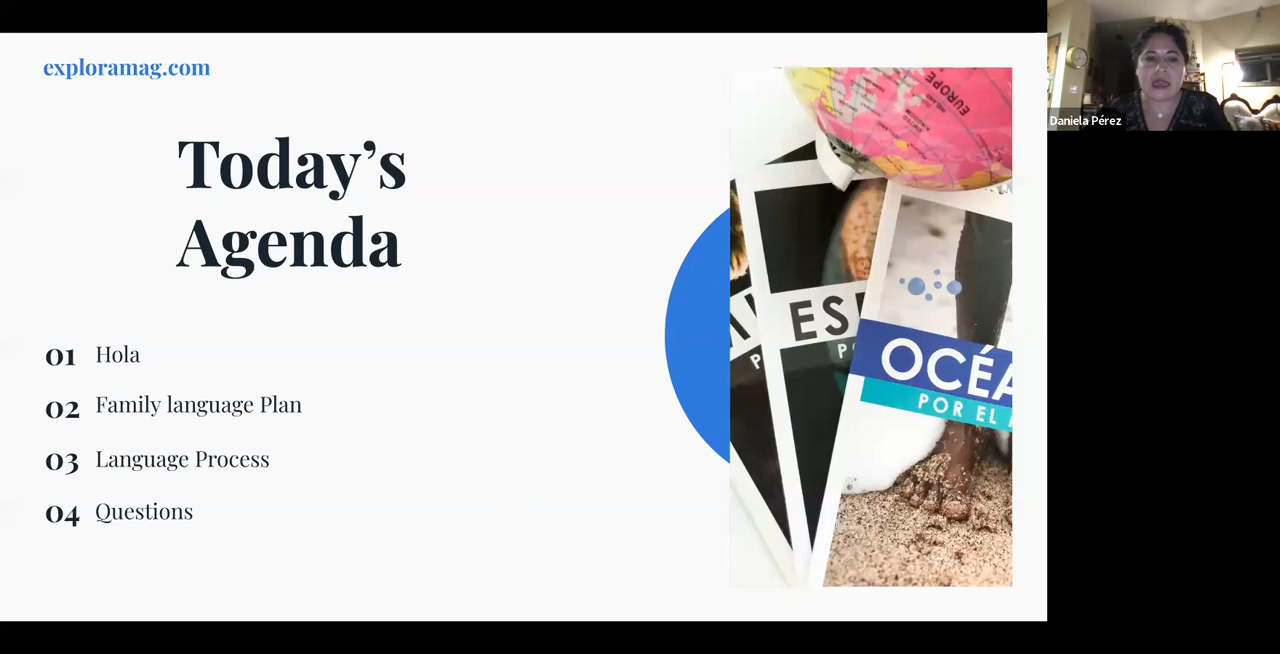 exploramag.com
Today's
Agenda
01 Hola
02 Family language Plan
03 Language Process
04 Questions
EUROPE
ES
OCÉA
POR EL
Daniela Pérez